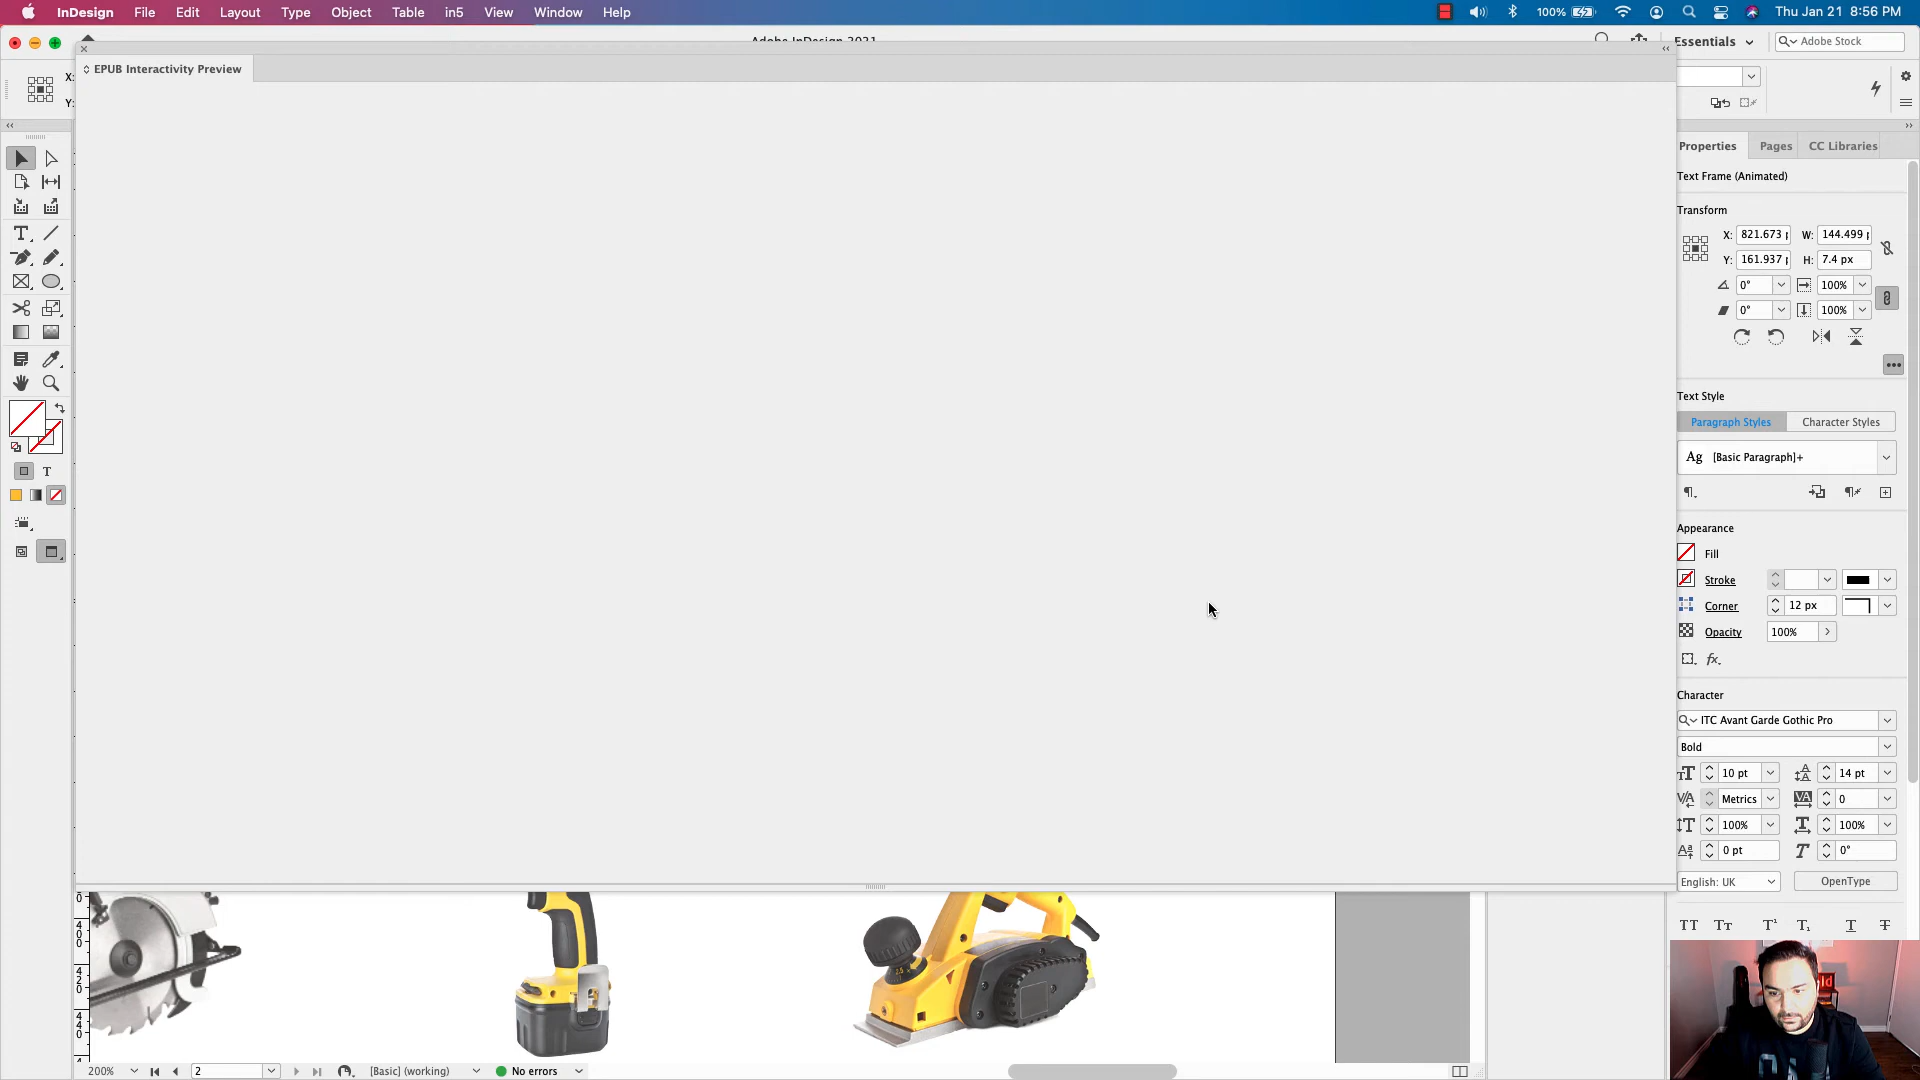 InDesign File Edit Layout Type Object Table in5 View Window Help 100% Thu Jan 21 8:56 PM
Adobe InDesign 2021 Essentials Adobe Stock
EPUB Interactivity Preview
X:
Y:
Properties Pages CC Libraries
Text Frame (Animated)
Transform
X: 821.673 W: 144.499
Y: 161.937 H: 7.4 px
0° 100%
0° 100%
Text Style
Paragraph Styles Character Styles
Ag [Basic Paragraph]+
Appearance
Fill
Stroke
Corner 12 px
Opacity 100%
fx.
Character
ITC Avant Garde Gothic Pro
Bold
10 pt 14 pt
Metrics 0
100% 100%
0 pt 0°
English: UK OpenType
200% 2 [Basic] (working) No errors